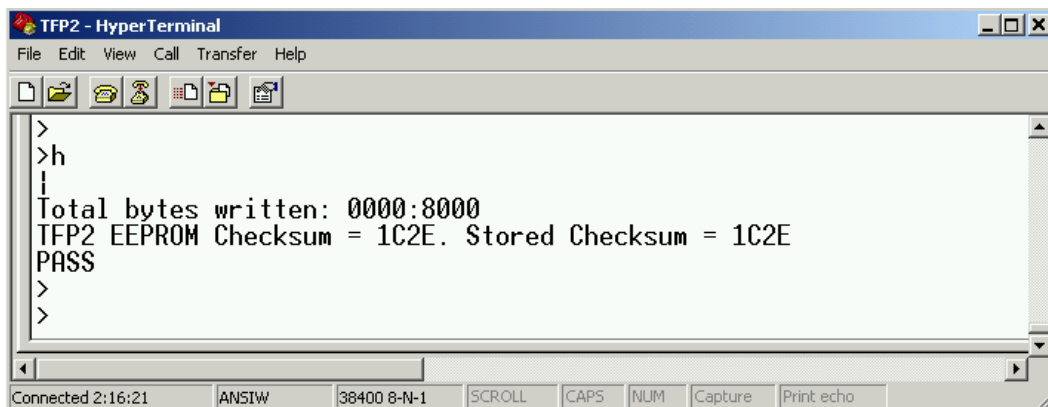 TFP2 - HyperTerminal
File Edit View Call Transfer Help
>
>h
¦
Total bytes written: 0000:8000
TFP2 EEPROM Checksum = 1C2E. Stored Checksum = 1C2E
PASS
>
>
Connected 2:16:21 ANSIW 38400 8-N-1 SCROLL CAPS NUM Capture Print echo